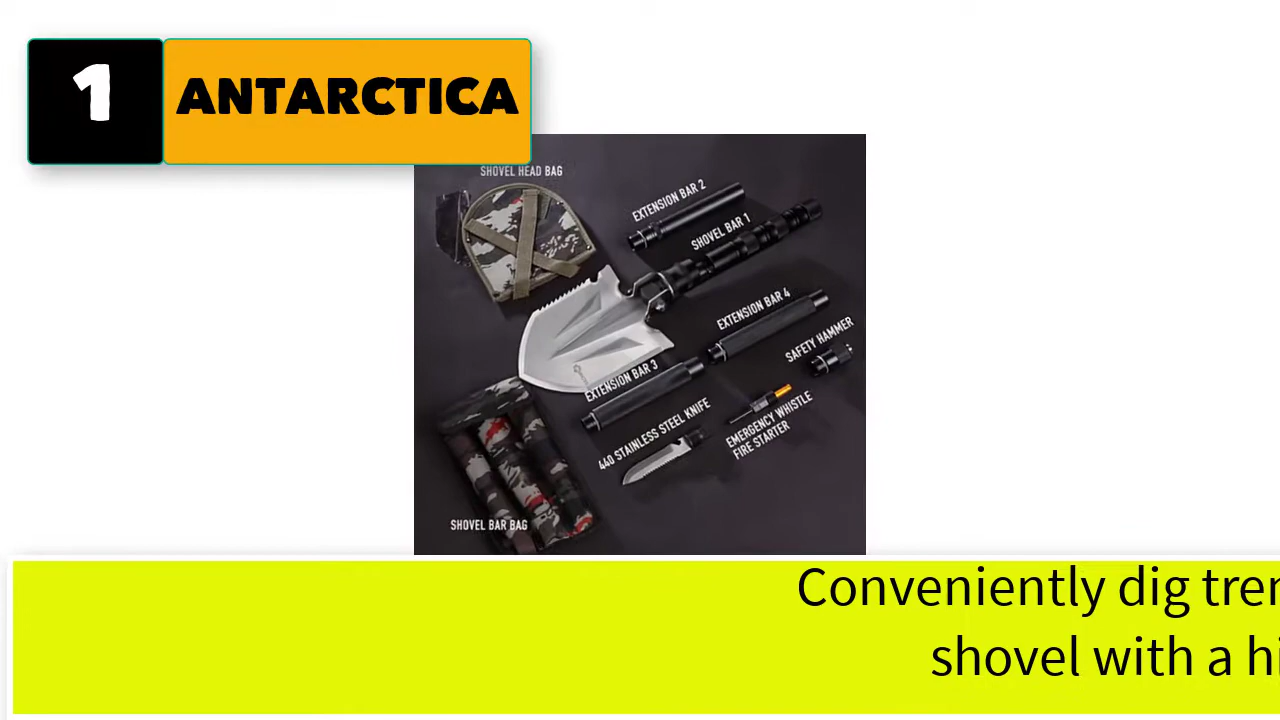 1
ANTARCTICA
SHOVEL HEAD BAG
EXTENSION BAR 2
SHOVEL BAR 1
EXTENSION BAR 4
SAFETY HAMMER
EXTENSION BAR 3
EMERGENCY WHISTLE
FIRE STARTER
440 STAINLESS STEEL KNIFE
SHOVEL BAR BAG
Conveniently dig tren
shovel with a hi